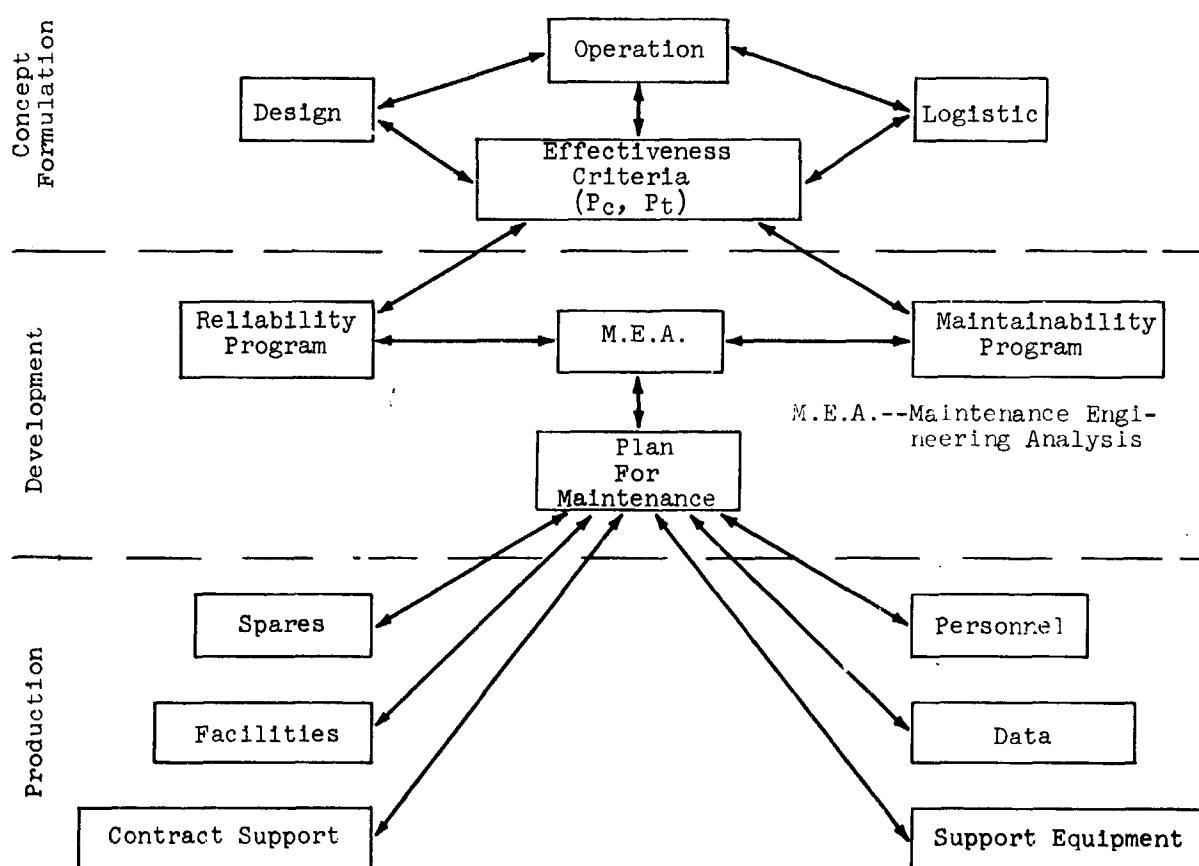 Concept
Formulation
Operation
Design
Logistic
Effectiveness
Criteria
(Pc, Pt)
Development
Reliability
Program
M.E.A.
Maintainability
Program
M.E.A.--Maintenance Engi-
neering Analysis
Plan
For
Maintenance
Production
Spares
Personnel
Facilities
Data
Contract Support
Support Equipment